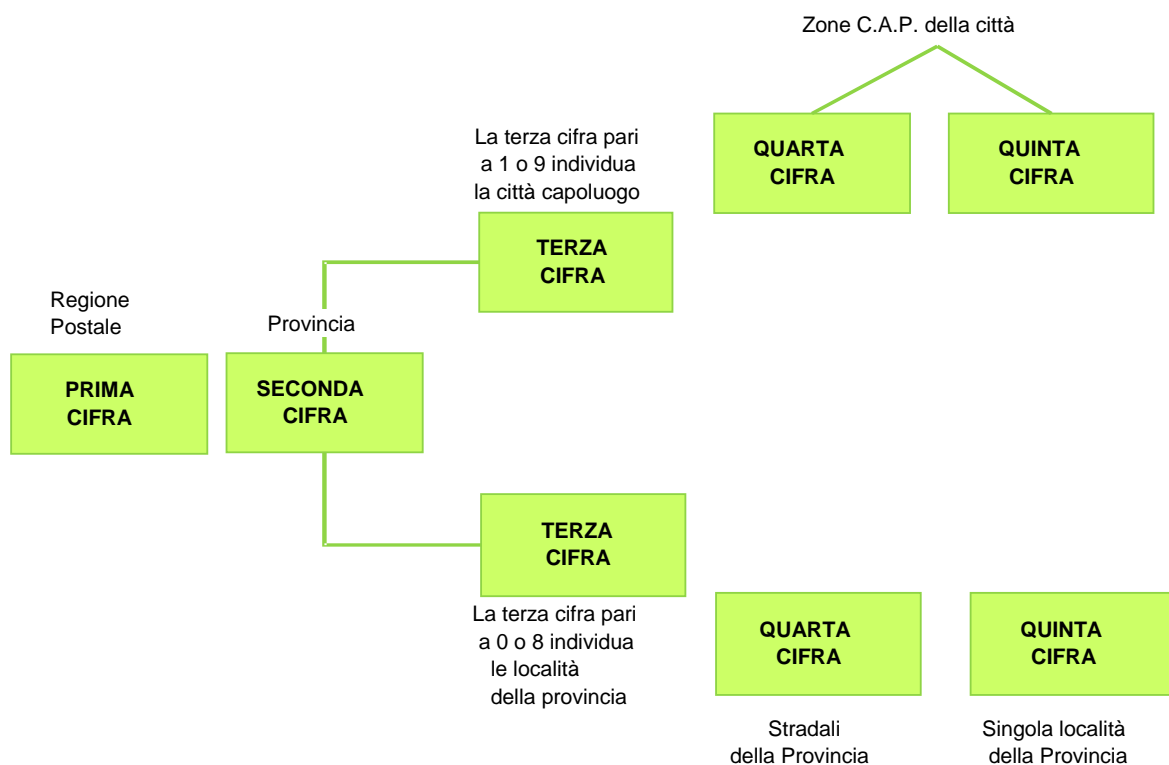 Zone C.A.P. della città
La terza cifra pari
a 1 o 9 individua
la città capoluogo
QUARTA
CIFRA
QUINTA
CIFRA
TERZA
CIFRA
Regione
Postale
Provincia
PRIMA
CIFRA
SECONDA
CIFRA
TERZA
CIFRA
La terza cifra pari
a 0 o 8 individua
le località
della provincia
QUARTA
CIFRA
QUINTA
CIFRA
Stradali
della Provincia
Singola località
della Provincia